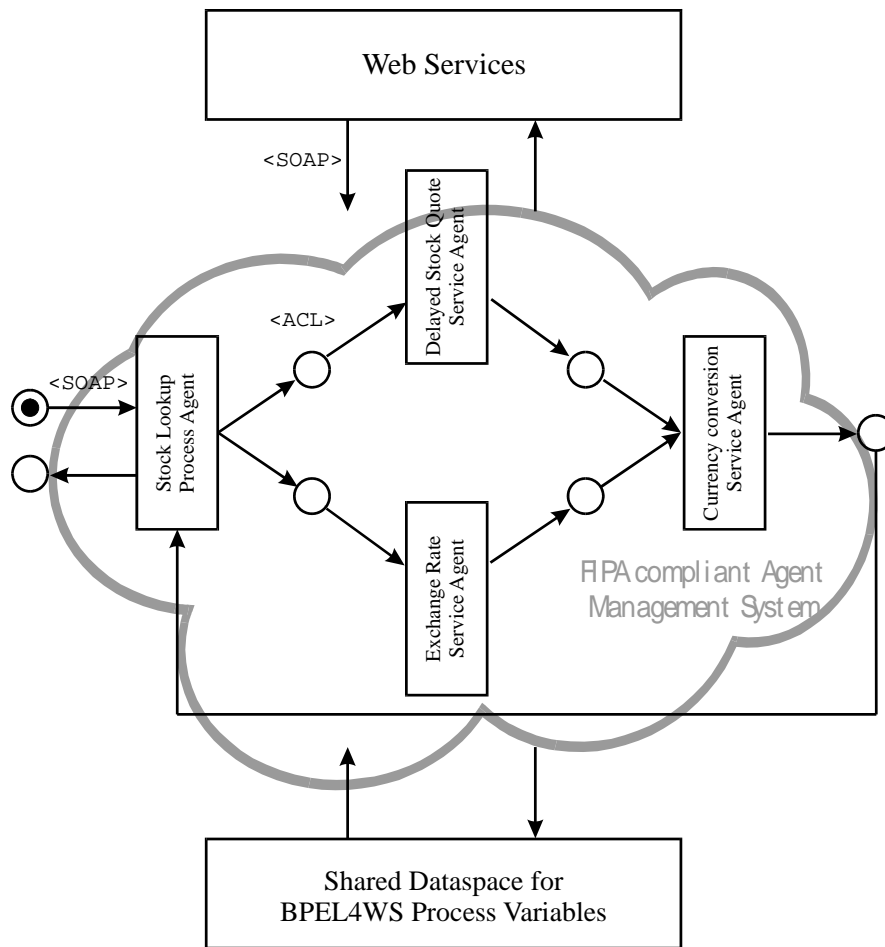 Web Services
<SOAP>
Delayed Stock Quote
Service Agent
<ACL>
<SOAP>
Stock Lookup
Process Agent
Currency conversion
Service Agent
Exchange Rate
Service Agent
FIPA compliant Agent
Management System
Shared Dataspace for
BPEL4WS Process Variables